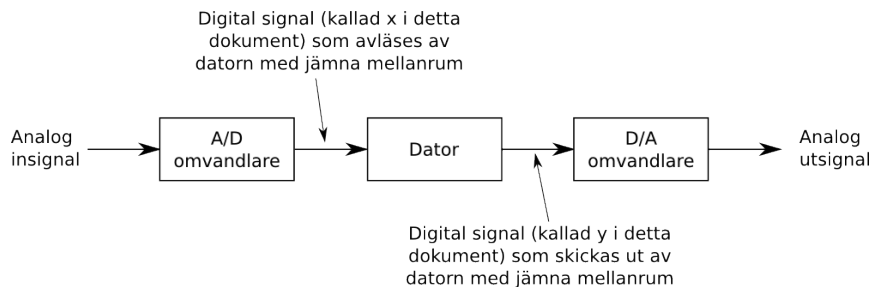 Digital signal (kallad x i detta
dokument) som avläses av
datorn med jämna mellanrum
Analog
insignal
A/D
omvandlare
Dator
D/A
omvandlare
Analog
utsignal
Digital signal (kallad y i detta
dokument) som skickas ut av
datorn med jämna mellanrum